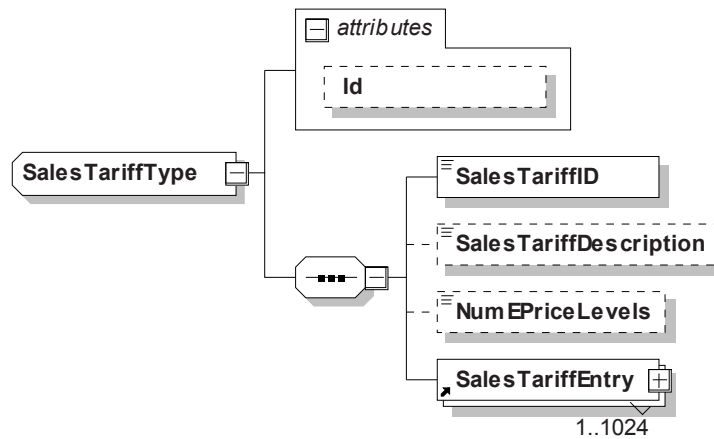 attributes
Id
SalesTariffType
SalesTariffID
SalesTariffDescription
NumEPriceLevels
SalesTariffEntry
1..1024